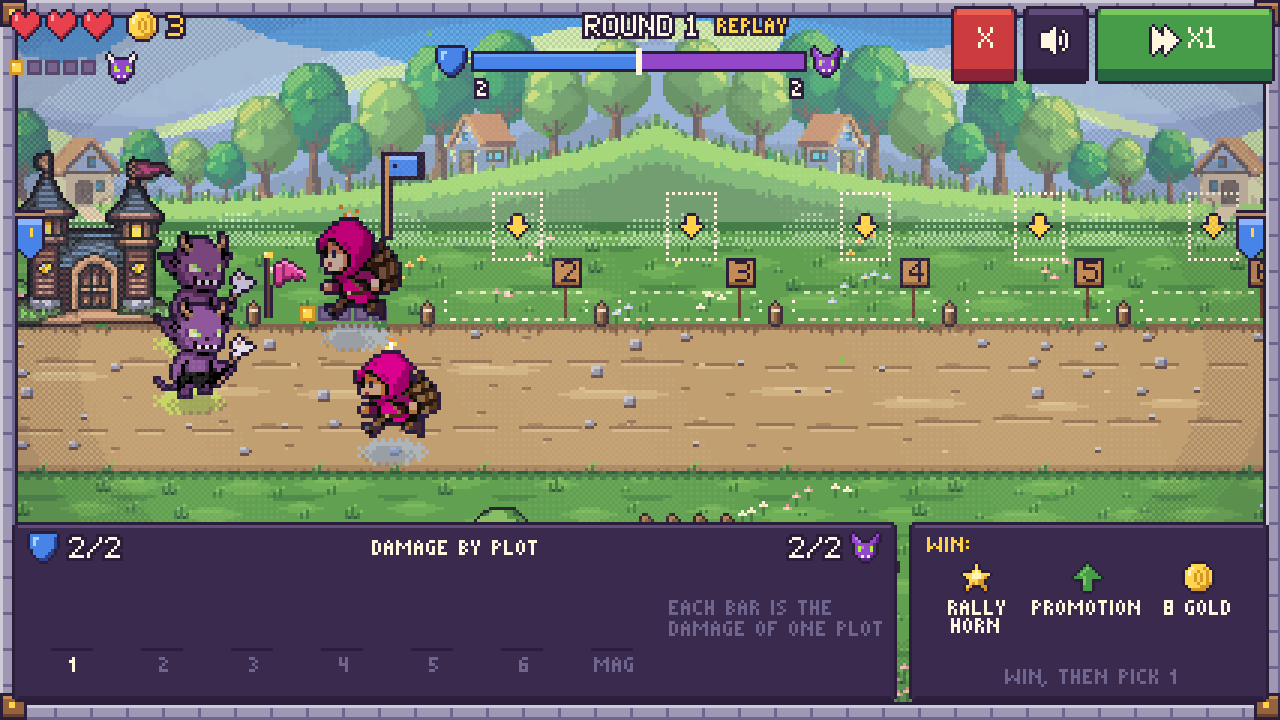 3
ROUND 1 REPLAY
X
X1
2
2
2
3
4
5
2/2
DAMAGE BY PLOT
2/2
EACH BAR IS THE
DAMAGE OF ONE PLOT
1 2 3 4 5 6 MAG
WIN:
RALLY HORN
PROMOTION
8 GOLD
WIN, THEN PICK 1